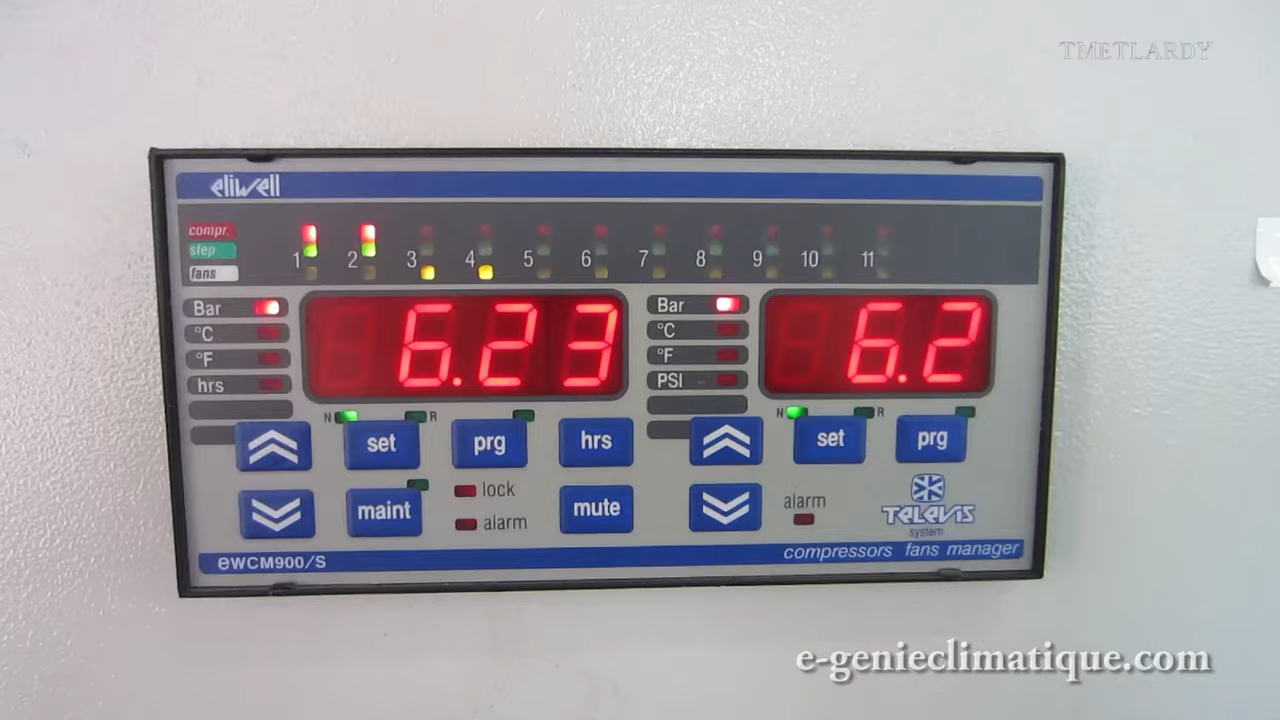 TMETLARDY
eliwell
compr.
step
fans
1 2 3 4 5 6 7 8 9 10 11
Bar
°C
°F
hrs
6.23
Bar
°C
°F
PSI
6.2
N R
set prg hrs
maint
lock
alarm
mute
N R
set prg
alarm
TELEVIS
system
eWCM900/S
compressors fans manager
e-genieclimatique.com